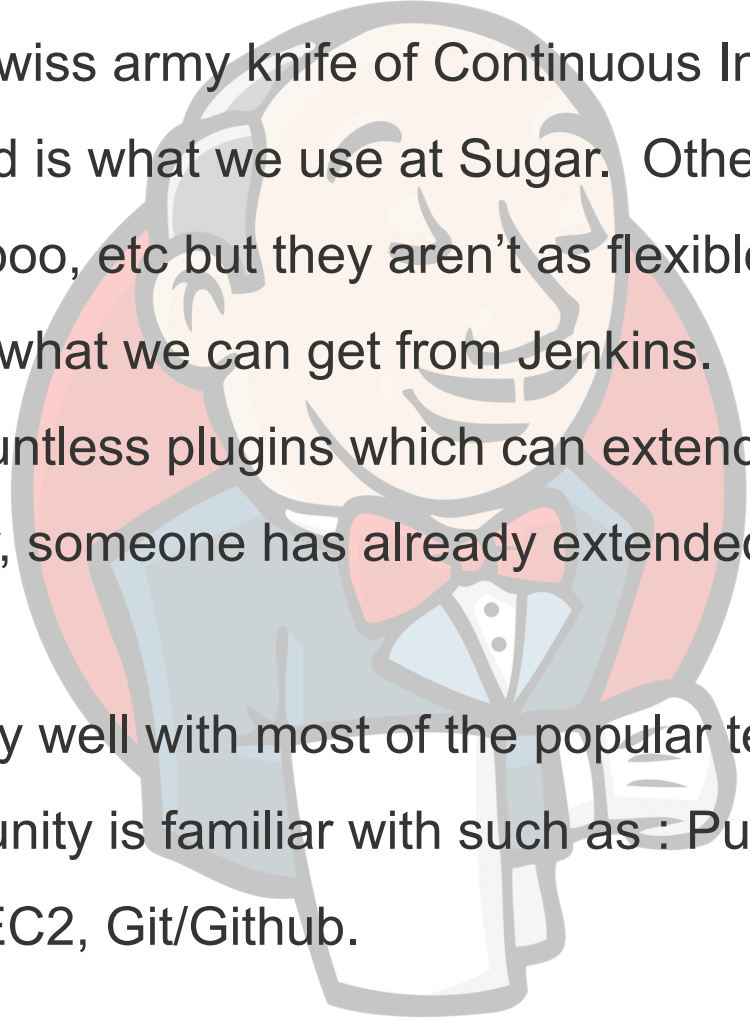 wiss army knife of Continuous In
d is what we use at Sugar.  Othe
oo, etc but they aren’t as flexible
what we can get from Jenkins.
untless plugins which can extend
, someone has already extended
y well with most of the popular te
unity is familiar with such as : Pu
EC2, Git/Github.